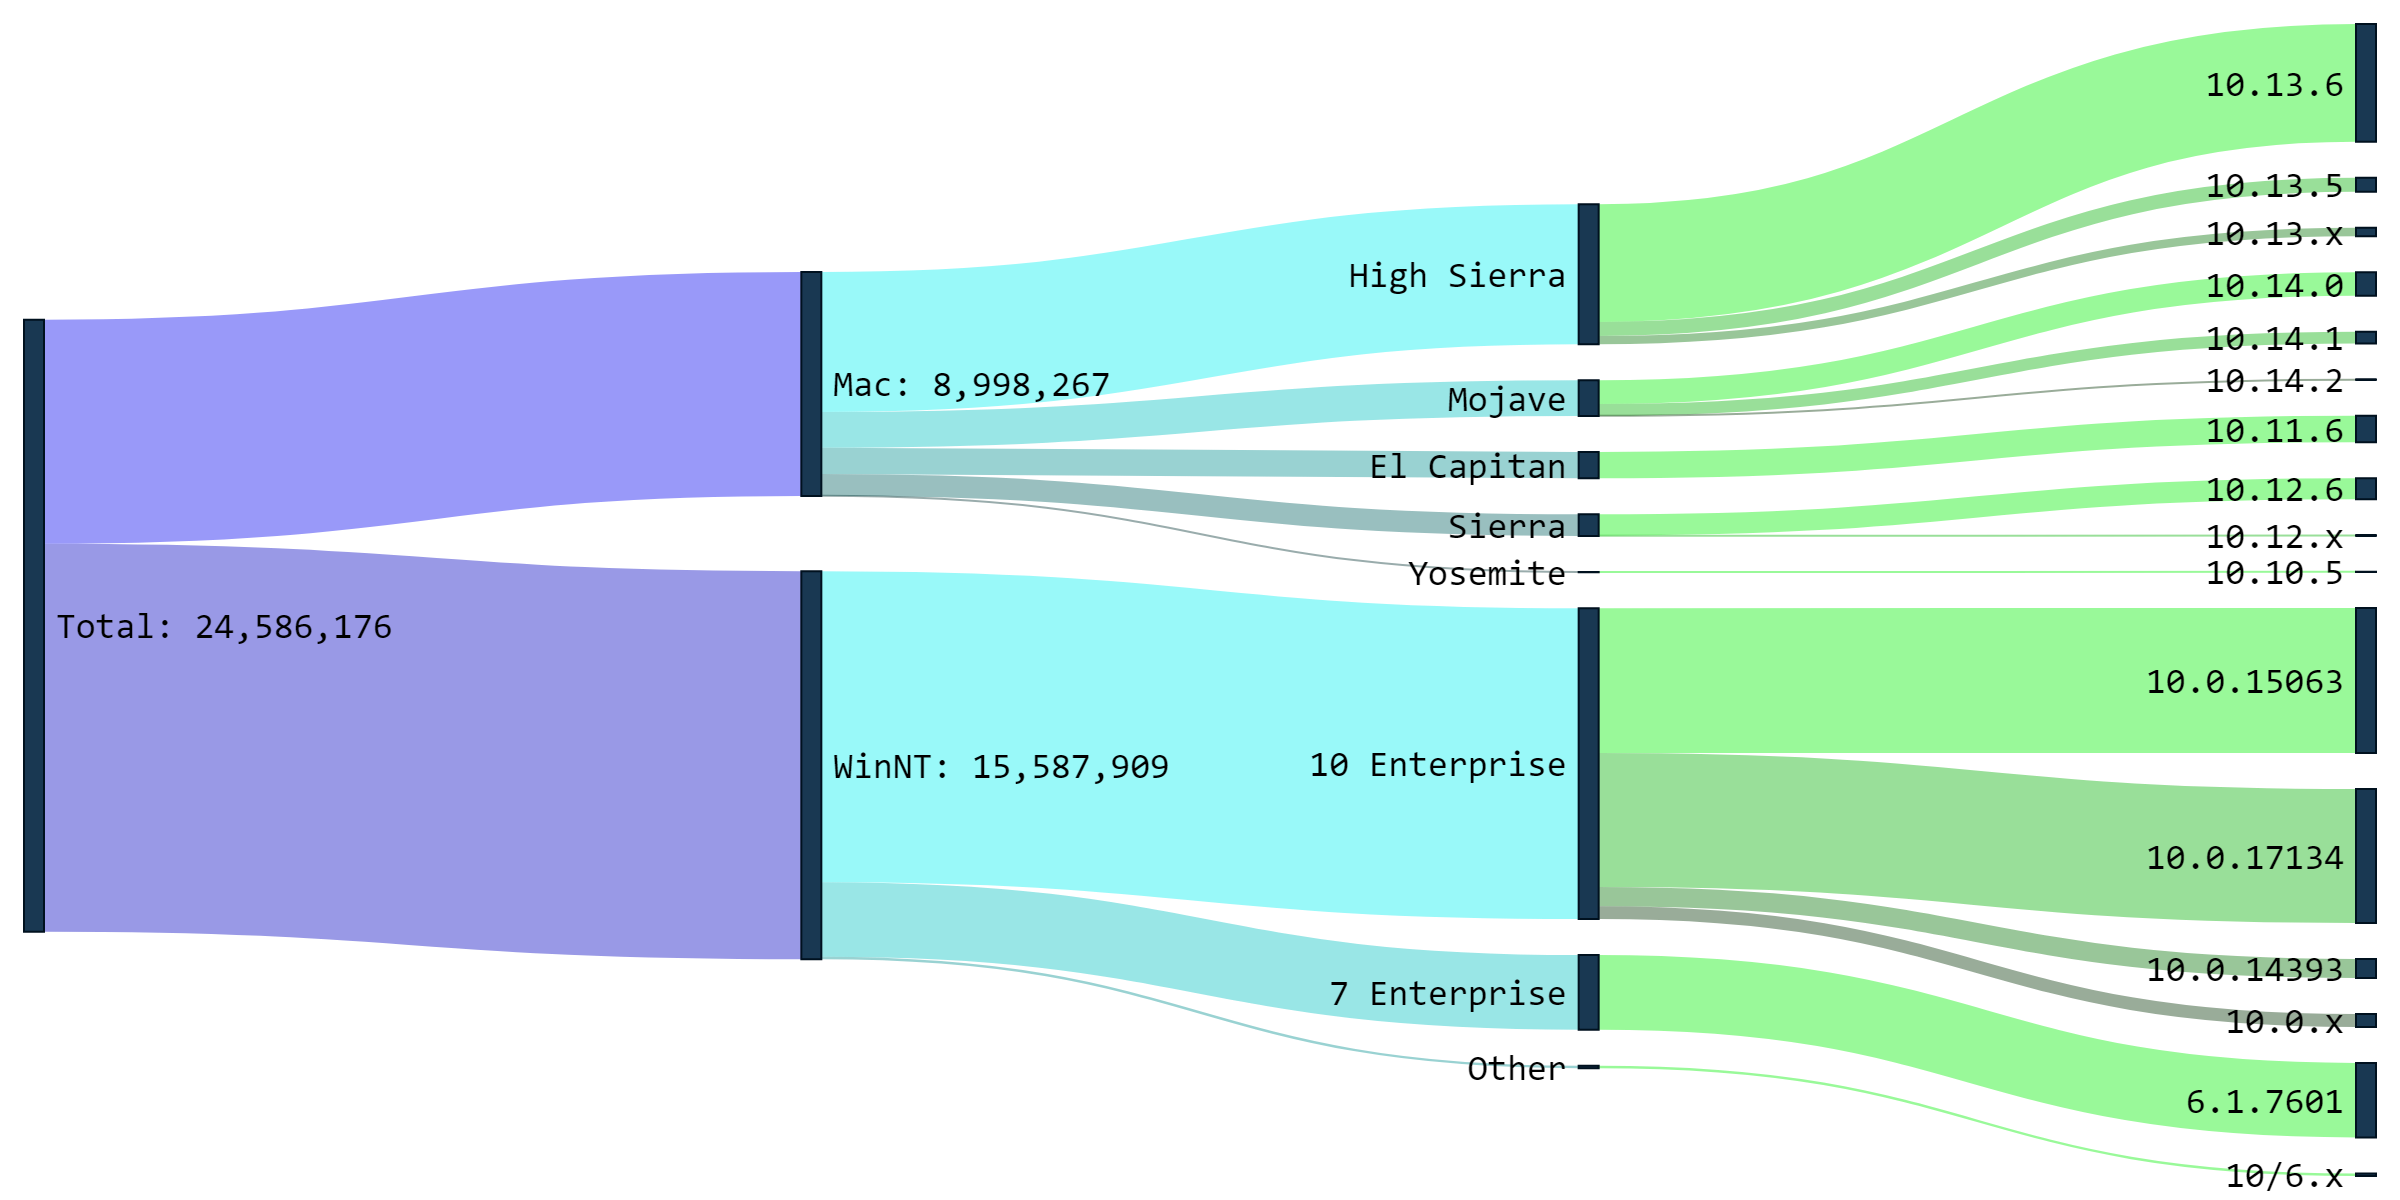 Total: 24,586,176
Mac: 8,998,267
WinNT: 15,587,909
High Sierra
Mojave
El Capitan
Sierra
Yosemite
10 Enterprise
7 Enterprise
Other
10.13.6
10.13.5
10.13.x
10.14.0
10.14.1
10.14.2
10.11.6
10.12.6
10.12.x
10.10.5
10.0.15063
10.0.17134
10.0.14393
10.0.x
6.1.7601
10/6.x